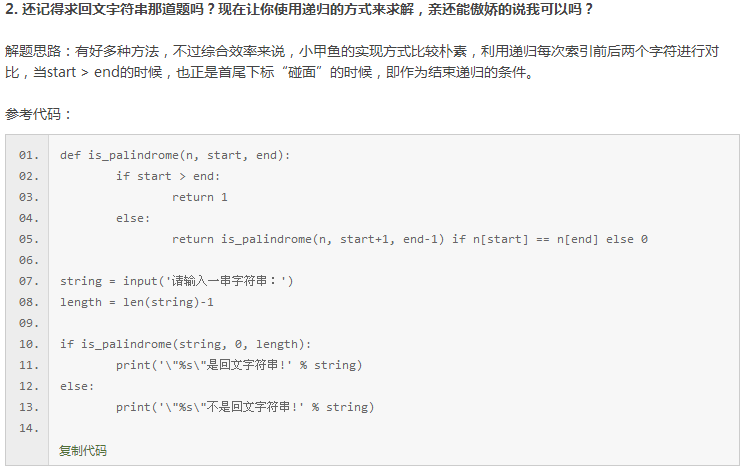 2. 还记得求回文字符串那道题吗？现在让你使用递归的方式来求解，亲还能傲娇的说我可以吗？
解题思路：有好多种方法，不过综合效率来说，小甲鱼的实现方式比较朴素，利用递归每次索引前后两个字符进行对
比，当start > end的时候，也正是首尾下标“碰面”的时候，即作为结束递归的条件。
参考代码：
01. def is_palindrome(n, start, end):
02. if start > end:
03. return 1
04. else:
05. return is_palindrome(n, start+1, end-1) if n[start] == n[end] else 0
06.
07. string = input('请输入一串字符串：')
08. length = len(string)-1
09.
10. if is_palindrome(string, 0, length):
11. print('\"%s\"是回文字符串!' % string)
12. else:
13. print('\"%s\"不是回文字符串!' % string)
14.
复制代码